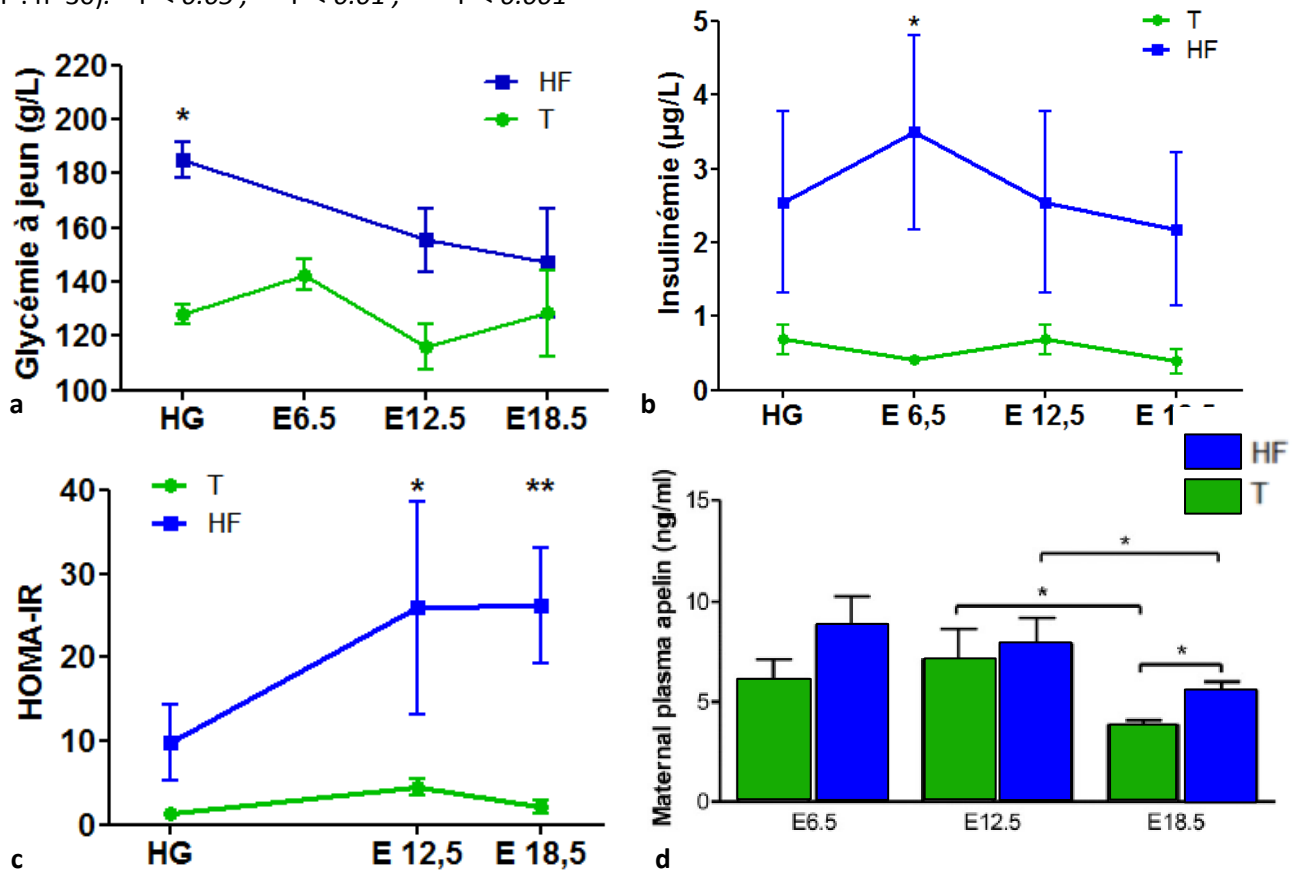 0.05 ; 0.01 ; 0.001
Glycémie à jeun (g/L)
220
200
180
160
140
120
100
*
HF
T
HG E6.5 E12.5 E18.5
a
Insulinémie (µg/L)
5
4
3
2
1
0
*
T
HF
HG E 6,5 E 12,5 E
b
HOMA-IR
40
30
20
10
0
T
HF
* **
HG E 12,5 E 18,5
c
HF
T
Maternal plasma apelin (ng/ml)
15
10
5
0
*
*
*
E6.5 E12.5 E18.5
d